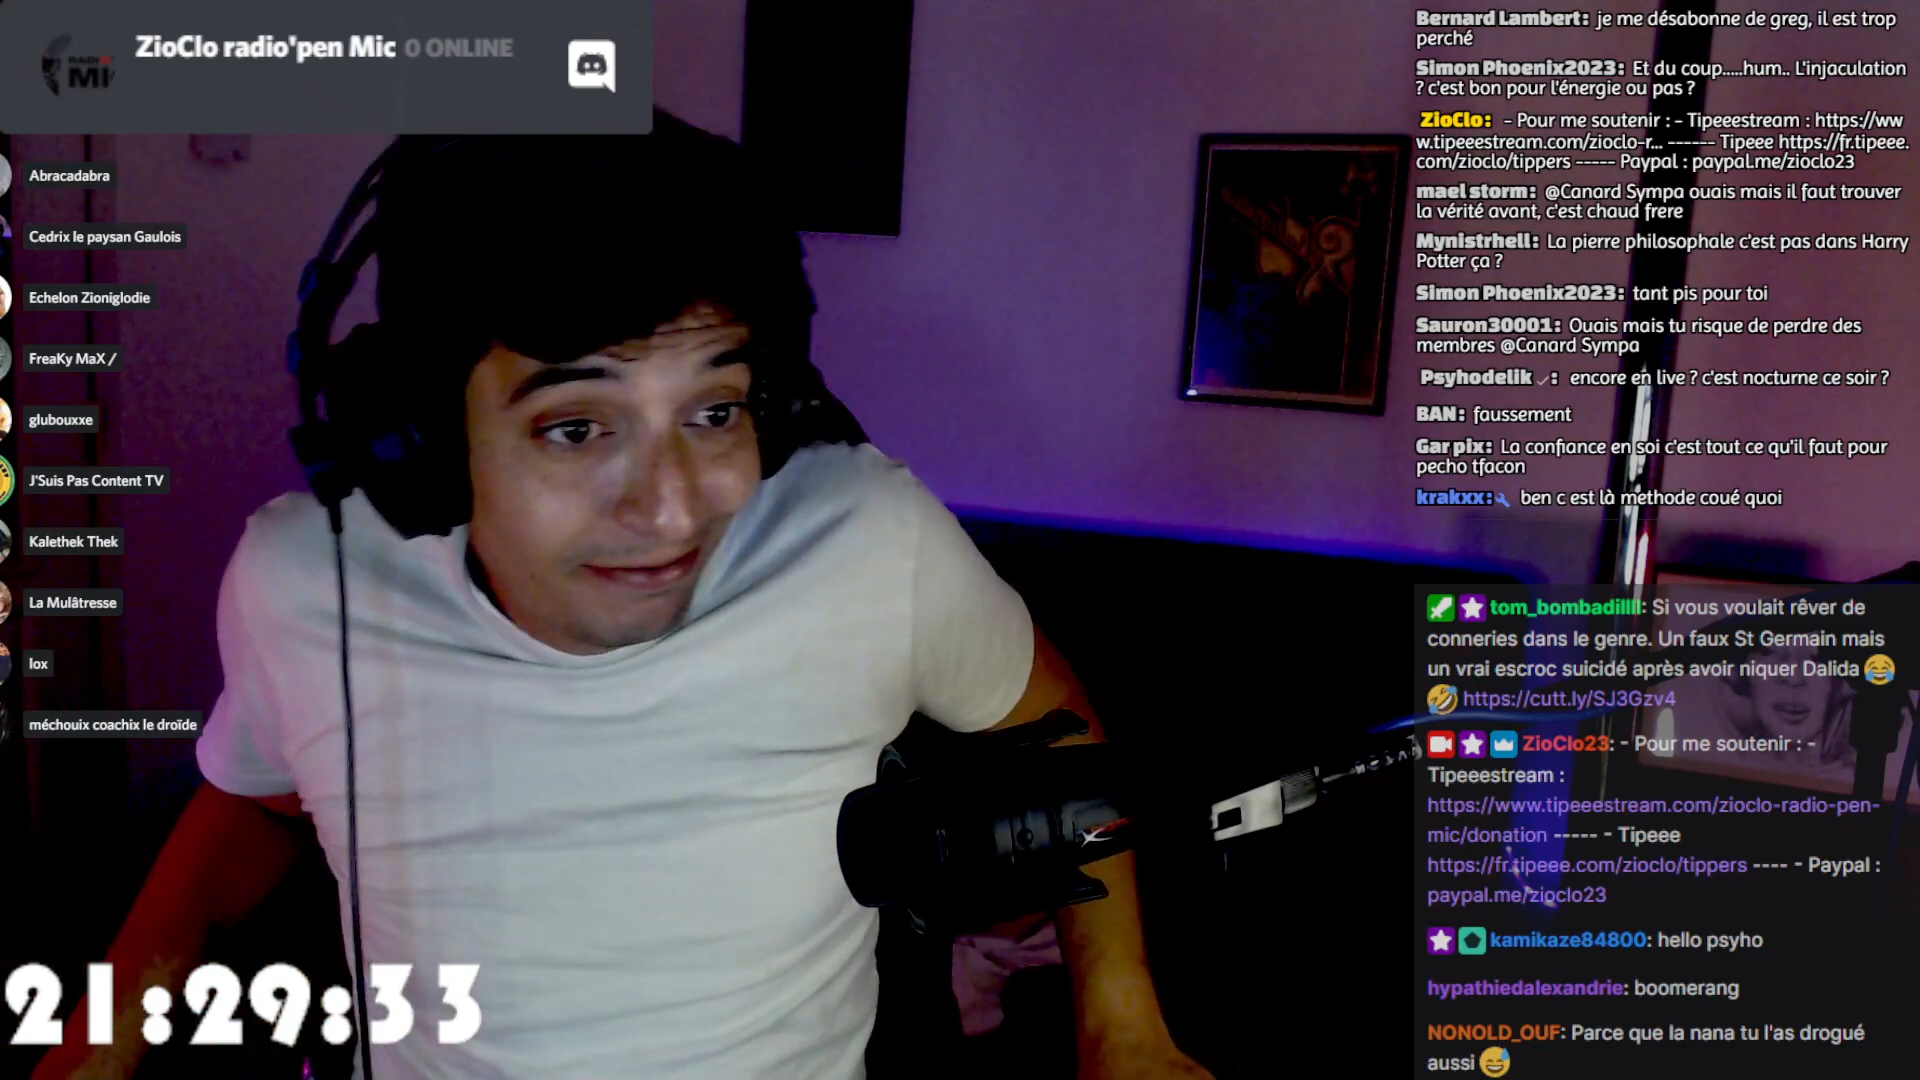 ZioClo radio'pen Mic 0 ONLINE
Abracadabra
Cedrix le paysan Gaulois
Echelon Zioniglodie
FreaKy MaX /
glubouxxe
J'Suis Pas Content TV
Kalethek Thek
La Mulâtresse
lox
méchouix coachix le droïde
21:29:33
Bernard Lambert: je me désabonne de greg, il est trop
perché
Simon Phoenix2023: Et du coup.....hum.. L'injaculation
? c'est bon pour l'énergie ou pas ?
ZioClo: - Pour me soutenir : - Tipeeestream : https://ww
w.tipeeestream.com/zioclo-r... ------ Tipeee https://fr.tipeee.
com/zioclo/tippers ----- Paypal : paypal.me/zioclo23
mael storm: @Canard Sympa ouais mais il faut trouver
la vérité avant, c'est chaud frere
Mynistrhell: La pierre philosophale c'est pas dans Harry
Potter ça ?
Simon Phoenix2023: tant pis pour toi
Sauron30001: Ouais mais tu risque de perdre des
membres @Canard Sympa
Psyhodelik ✓: encore en live ? c'est nocturne ce soir ?
BAN: faussement
Gar pix: La confiance en soi c'est tout ce qu'il faut pour
pecho tfacon
krakxx: ben c est là methode coué quoi
tom_bombadillll: Si vous voulait rêver de
conneries dans le genre. Un faux St Germain mais
un vrai escroc suicidé après avoir niquer Dalida 😂
🤣 https://cutt.ly/SJ3Gzv4
ZioClo23: - Pour me soutenir : -
Tipeeestream :
https://www.tipeeestream.com/zioclo-radio-pen-
mic/donation ----- - Tipeee
https://fr.tipeee.com/zioclo/tippers ---- - Paypal :
paypal.me/zioclo23
kamikaze84800: hello psyho
hypathiedalexandrie: boomerang
NONOLD_OUF: Parce que la nana tu l'as drogué
aussi 😅